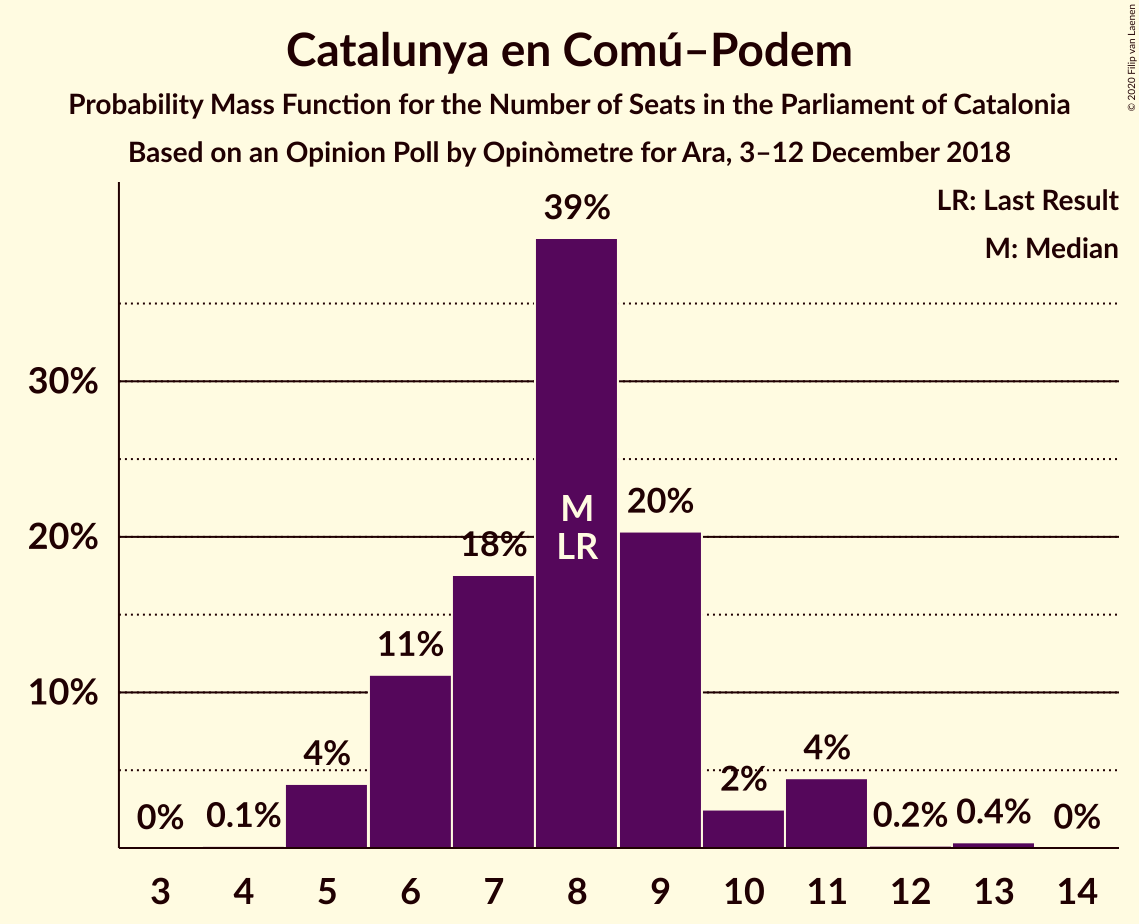 Catalunya en Comú–Podem
Probability Mass Function for the Number of Seats in the Parliament of Catalonia
Based on an Opinion Poll by Opinòmetre for Ara, 3–12 December 2018
© 2020 Filip van Laenen
LR: Last Result
M: Median
39%
30%
20%
M
LR
20%
18%
11%
10%
4%
4%
2%
0%
0.1%
0.2%
0.4%
0%
3 4 5 6 7 8 9 10 11 12 13 14